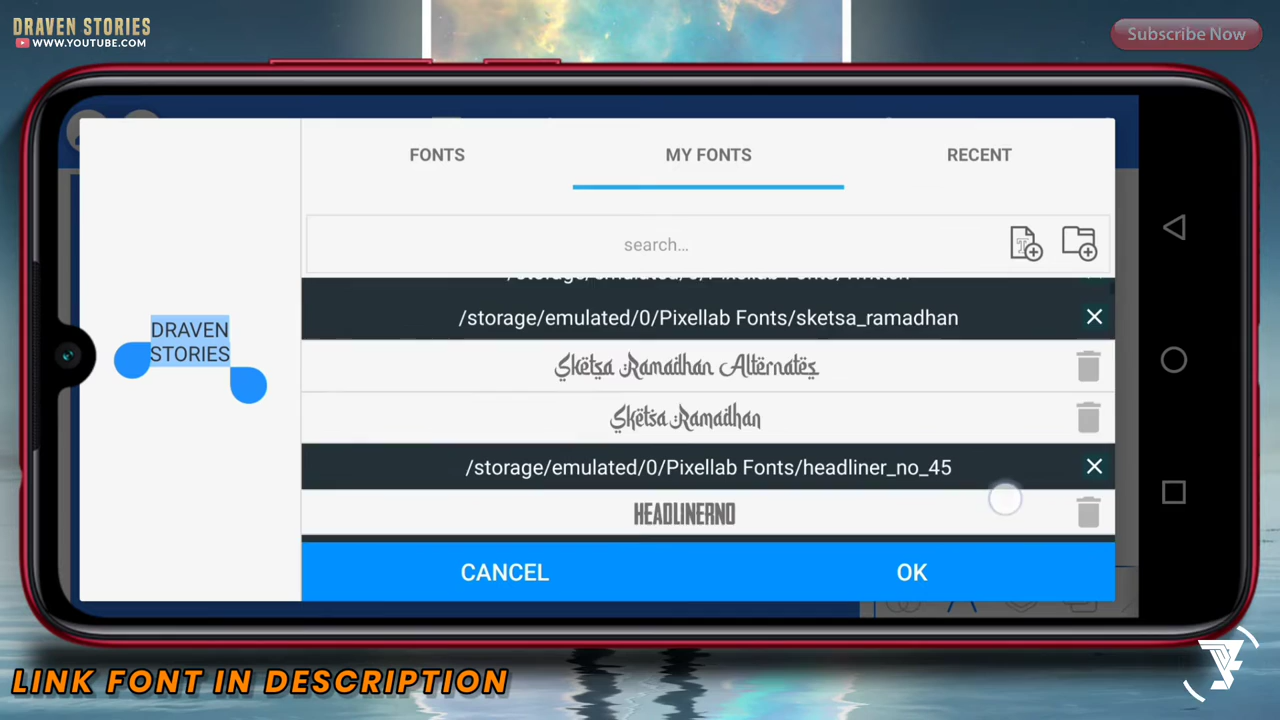 DRAVEN STORIES
WWW.YOUTUBE.COM
Subscribe Now
FONTS
MY FONTS
RECENT
search...
/storage/emulated/0/Pixellab Fonts/sketsa_ramadhan
Sketsa Ramadhan Alternates
Sketsa Ramadhan
/storage/emulated/0/Pixellab Fonts/headliner_no_45
HEADLINERNO
DRAVEN
STORIES
CANCEL
OK
LINK FONT IN DESCRIPTION